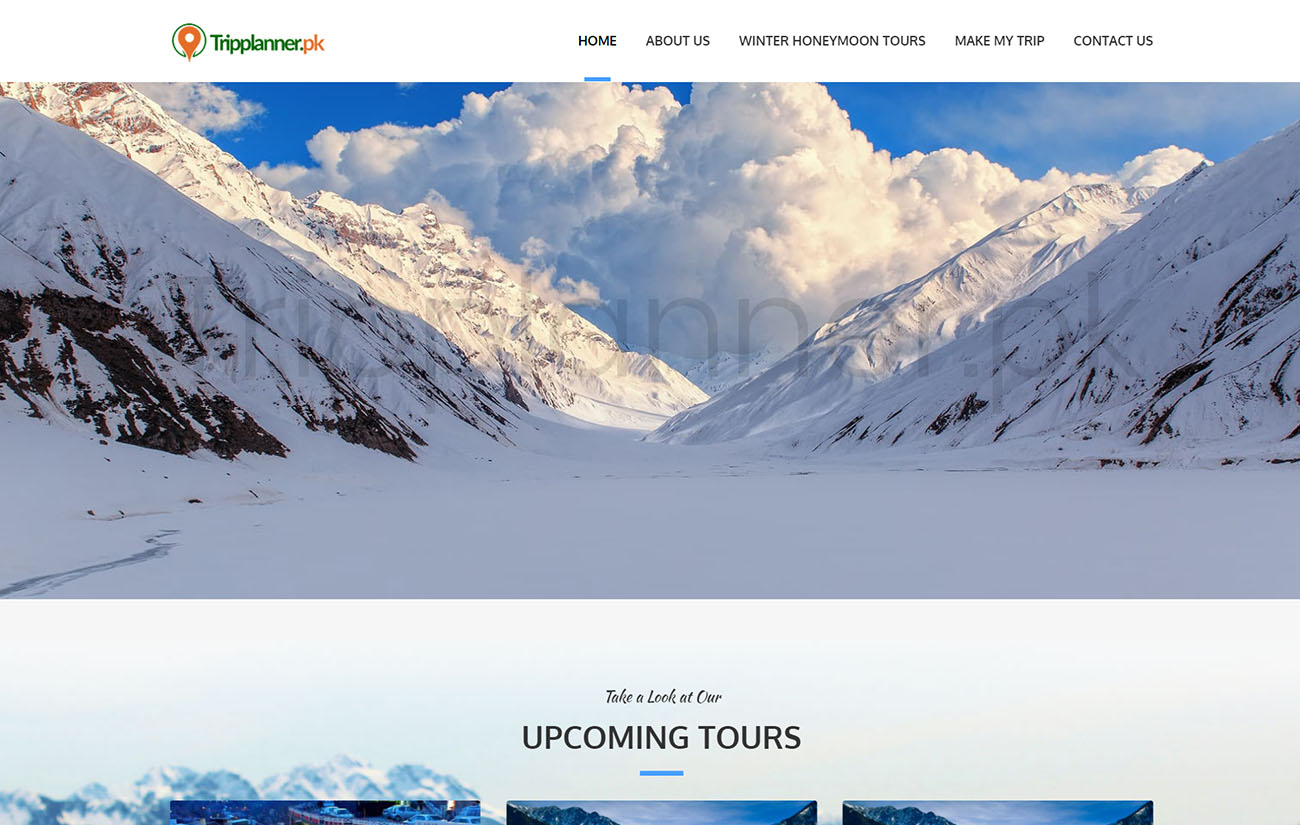 Tripplanner.pk
HOME
ABOUT US
WINTER HONEYMOON TOURS
MAKE MY TRIP
CONTACT US
Tripplanner.pk
Take a Look at Our
UPCOMING TOURS